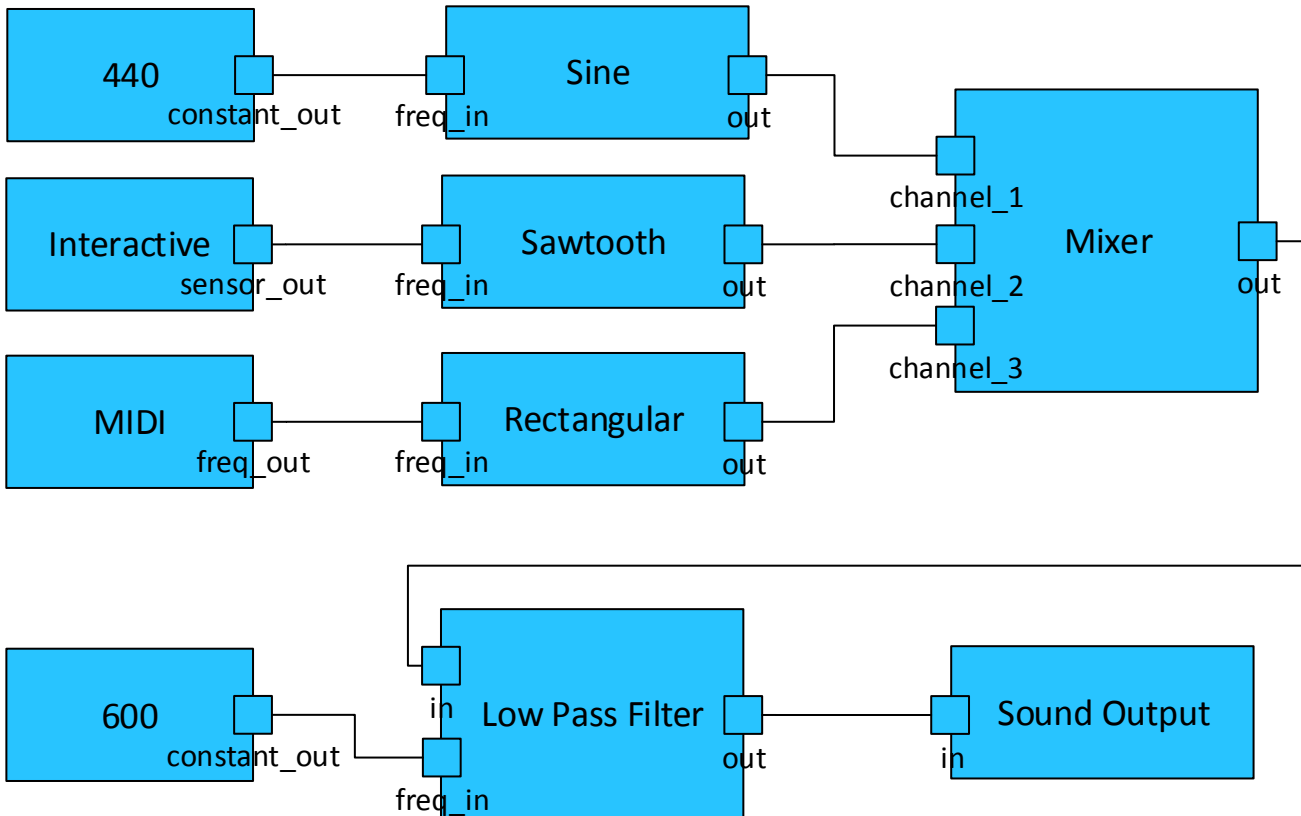 440
constant_out
freq_in
Sine
out
Interactive
sensor_out
freq_in
Sawtooth
out
MIDI
freq_out
freq_in
Rectangular
out
channel_1
channel_2
channel_3
Mixer
out
600
constant_out
in
freq_in
Low Pass Filter
out
in
Sound Output